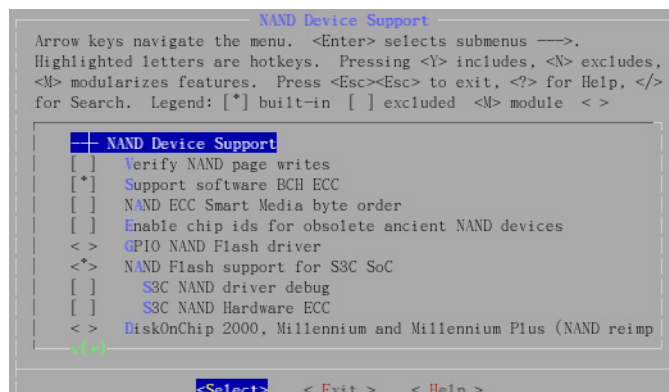 NAND Device Support
Arrow keys navigate the menu.  <Enter> selects submenus --->.
Highlighted letters are hotkeys.  Pressing <Y> includes, <N> excludes,
<M> modularizes features.  Press <Esc><Esc> to exit, <?> for Help, </>
for Search.  Legend: [*] built-in  [ ] excluded  <M> module  < >
--- NAND Device Support
[ ]   Verify NAND page writes
[*]   Support software BCH ECC
[ ]   NAND ECC Smart Media byte order
[ ]   Enable chip ids for obsolete ancient NAND devices
< >   GPIO NAND Flash driver
<*>   NAND Flash support for S3C SoC
[ ]     S3C NAND driver debug
[ ]     S3C NAND Hardware ECC
< >   DiskOnChip 2000, Millennium and Millennium Plus (NAND reimp
v(+)
<Select>    < Exit >    < Help >